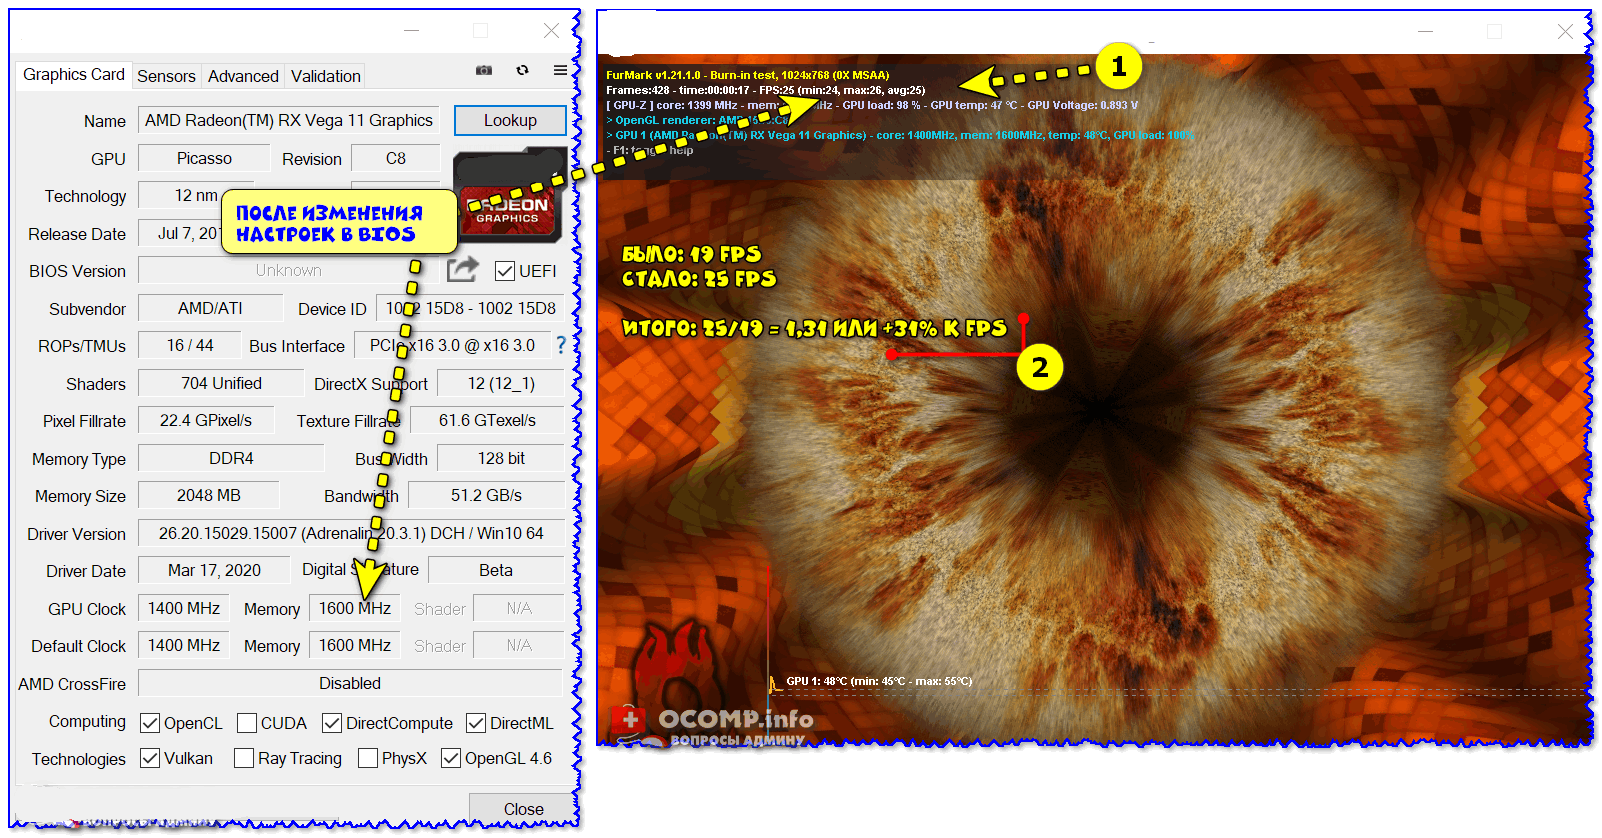 Graphics Card Sensors Advanced Validation
Name AMD Radeon(TM) RX Vega 11 Graphics Lookup
GPU Picasso Revision C8
Technology 12 nm
Release Date Jul 7,
BIOS Version Unknown UEFI
Subvendor AMD/ATI Device ID 1002 15D8 - 1002 15D8
ROPs/TMUs 16 / 44 Bus Interface PCIe x16 3.0 @ x16 3.0 ?
Shaders 704 Unified DirectX Support 12 (12_1)
Pixel Fillrate 22.4 GPixel/s Texture Fillrate 61.6 GTexel/s
Memory Type DDR4 Bus Width 128 bit
Memory Size 2048 MB Bandwidth 51.2 GB/s
Driver Version 26.20.15029.15007 (Adrenalin 20.3.1) DCH / Win10 64
Driver Date Mar 17, 2020 Digital Signature Beta
GPU Clock 1400 MHz Memory 1600 MHz Shader N/A
Default Clock 1400 MHz Memory 1600 MHz Shader N/A
AMD CrossFire Disabled
Computing OpenCL CUDA DirectCompute DirectML
Technologies Vulkan Ray Tracing PhysX OpenGL 4.6
Close
RADEON
GRAPHICS
ПОСЛЕ ИЗМЕНЕНИЯ
НАСТРОЕК В BIOS
FurMark v1.21.1.0 - Burn-in test, 1024x768 (0X MSAA)
Frames:428 - time:00:00:17 - FPS:25 (min:24, max:26, avg:25)
[ GPU-Z ] core: 1399 MHz - mem: MHz - GPU load: 98 % - GPU temp: 47 °C - GPU Voltage: 0.893 V
> OpenGL renderer: AMD C8
> GPU 1 (AMD Radeon(TM) RX Vega 11 Graphics) - core: 1400MHz, mem: 1600MHz, temp: 48°C, GPU load: 100%
- F1: toggle help
1
БЫЛО: 19 FPS
СТАЛО: 25 FPS
ИТОГО: 25/19 = 1,31 ИЛИ +31% К FPS
2
GPU 1: 48°C (min: 45°C - max: 55°C)
OCOMP.info
ВОПРОСЫ АДМИНУ